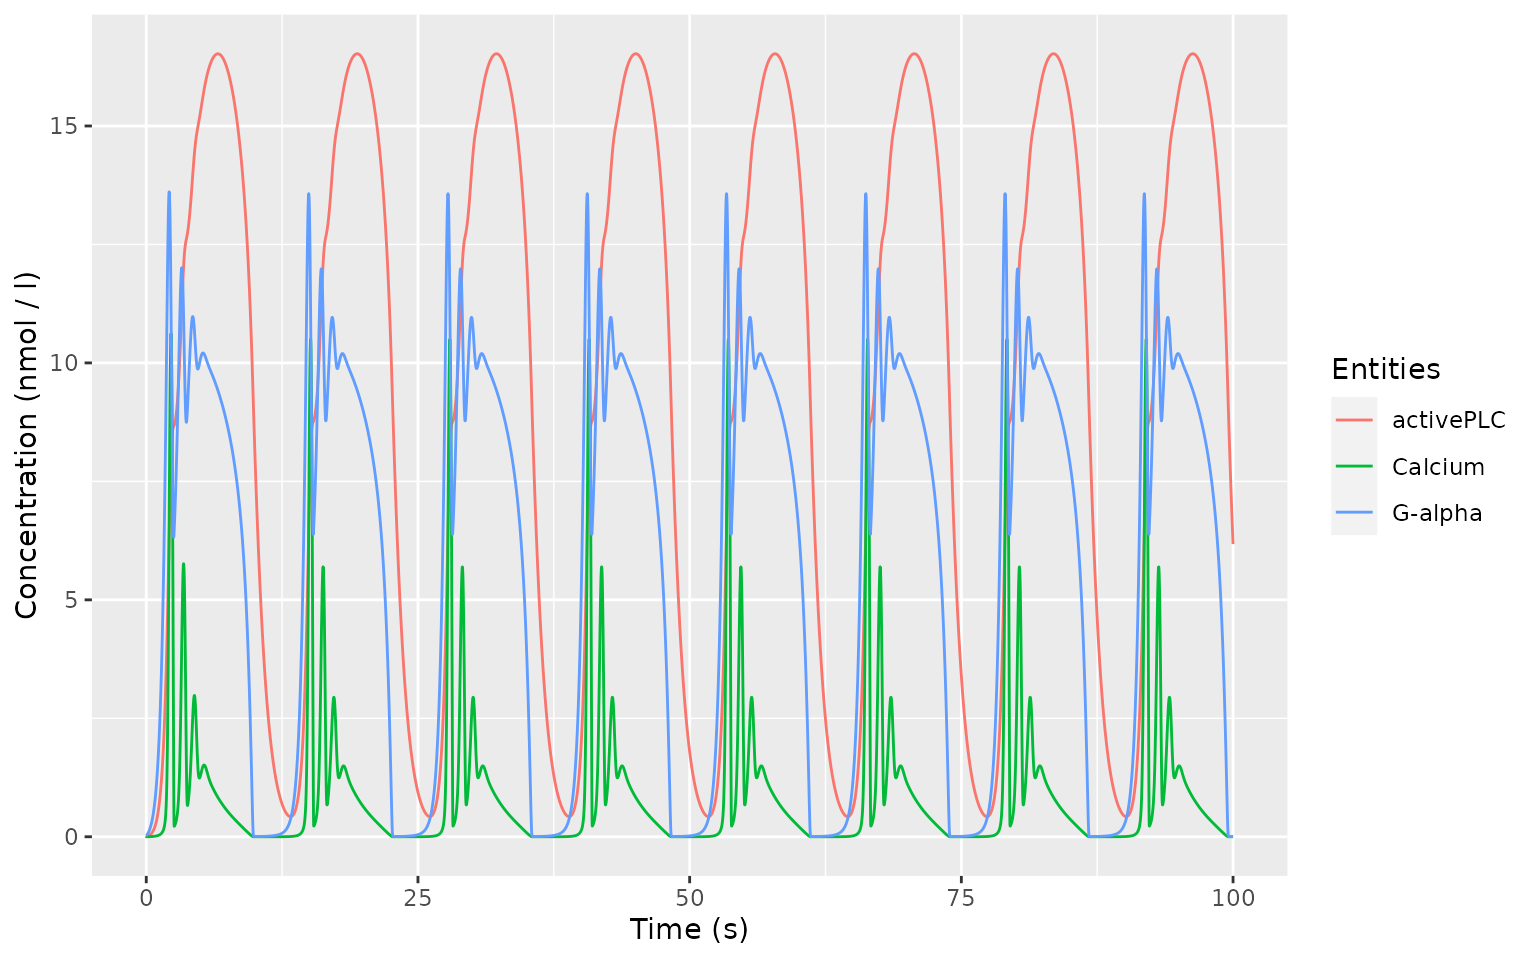 Concentration (nmol / l)
15
10
5
0
0 25 50 75 100
Time (s)
Entities
activePLC
Calcium
G-alpha